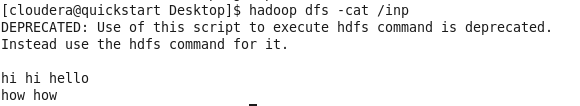 [cloudera@quickstart Desktop]$ hadoop dfs -cat /inp
DEPRECATED: Use of this script to execute hdfs command is deprecated.
Instead use the hdfs command for it.
hi hi hello
how how